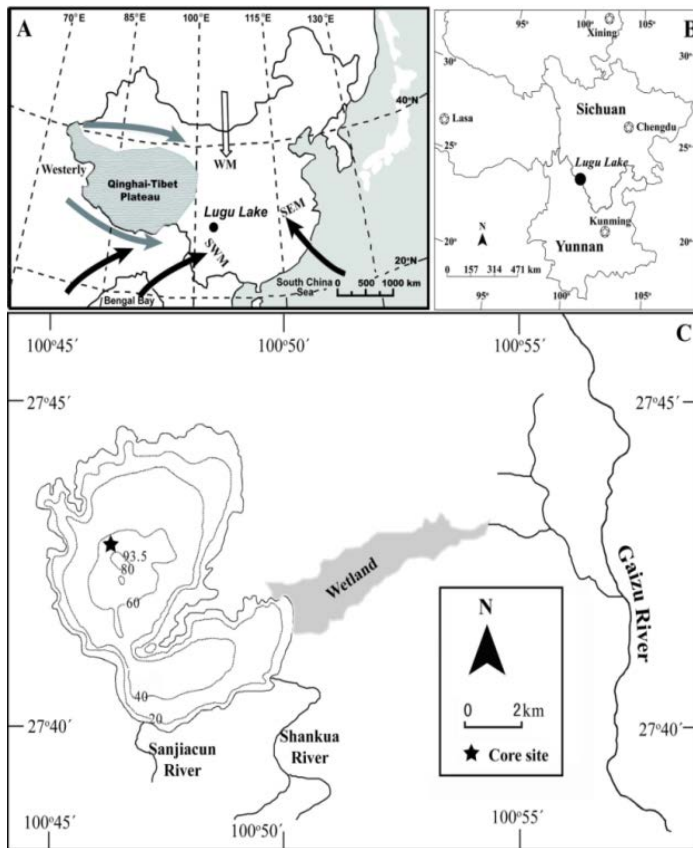 70°E 85°E 100°E 115°E 130°E
A
40°N
Westerly
WM
Qinghai-Tibet
Plateau
Lugu Lake
SEM
SWM
20°N
Bengal Bay
South China
Sea
0 500 1000 km
95° 100° 105°
B
Xining
30°
Sichuan
Lasa
Chengdu
25°
Lugu Lake
N
Kunming
20°
Yunnan
0 157 314 471 km
95° 100° 105°
C
100°45´ 100°50´ 100°55´
27°45´ 27°45´
93.5
80
60
Wetland
Gaizu River
N
40
20
0 2km
27°40´ 27°40´
Sanjiacun
River
Shankua
River
Core site
100°45´ 100°50´ 100°55´